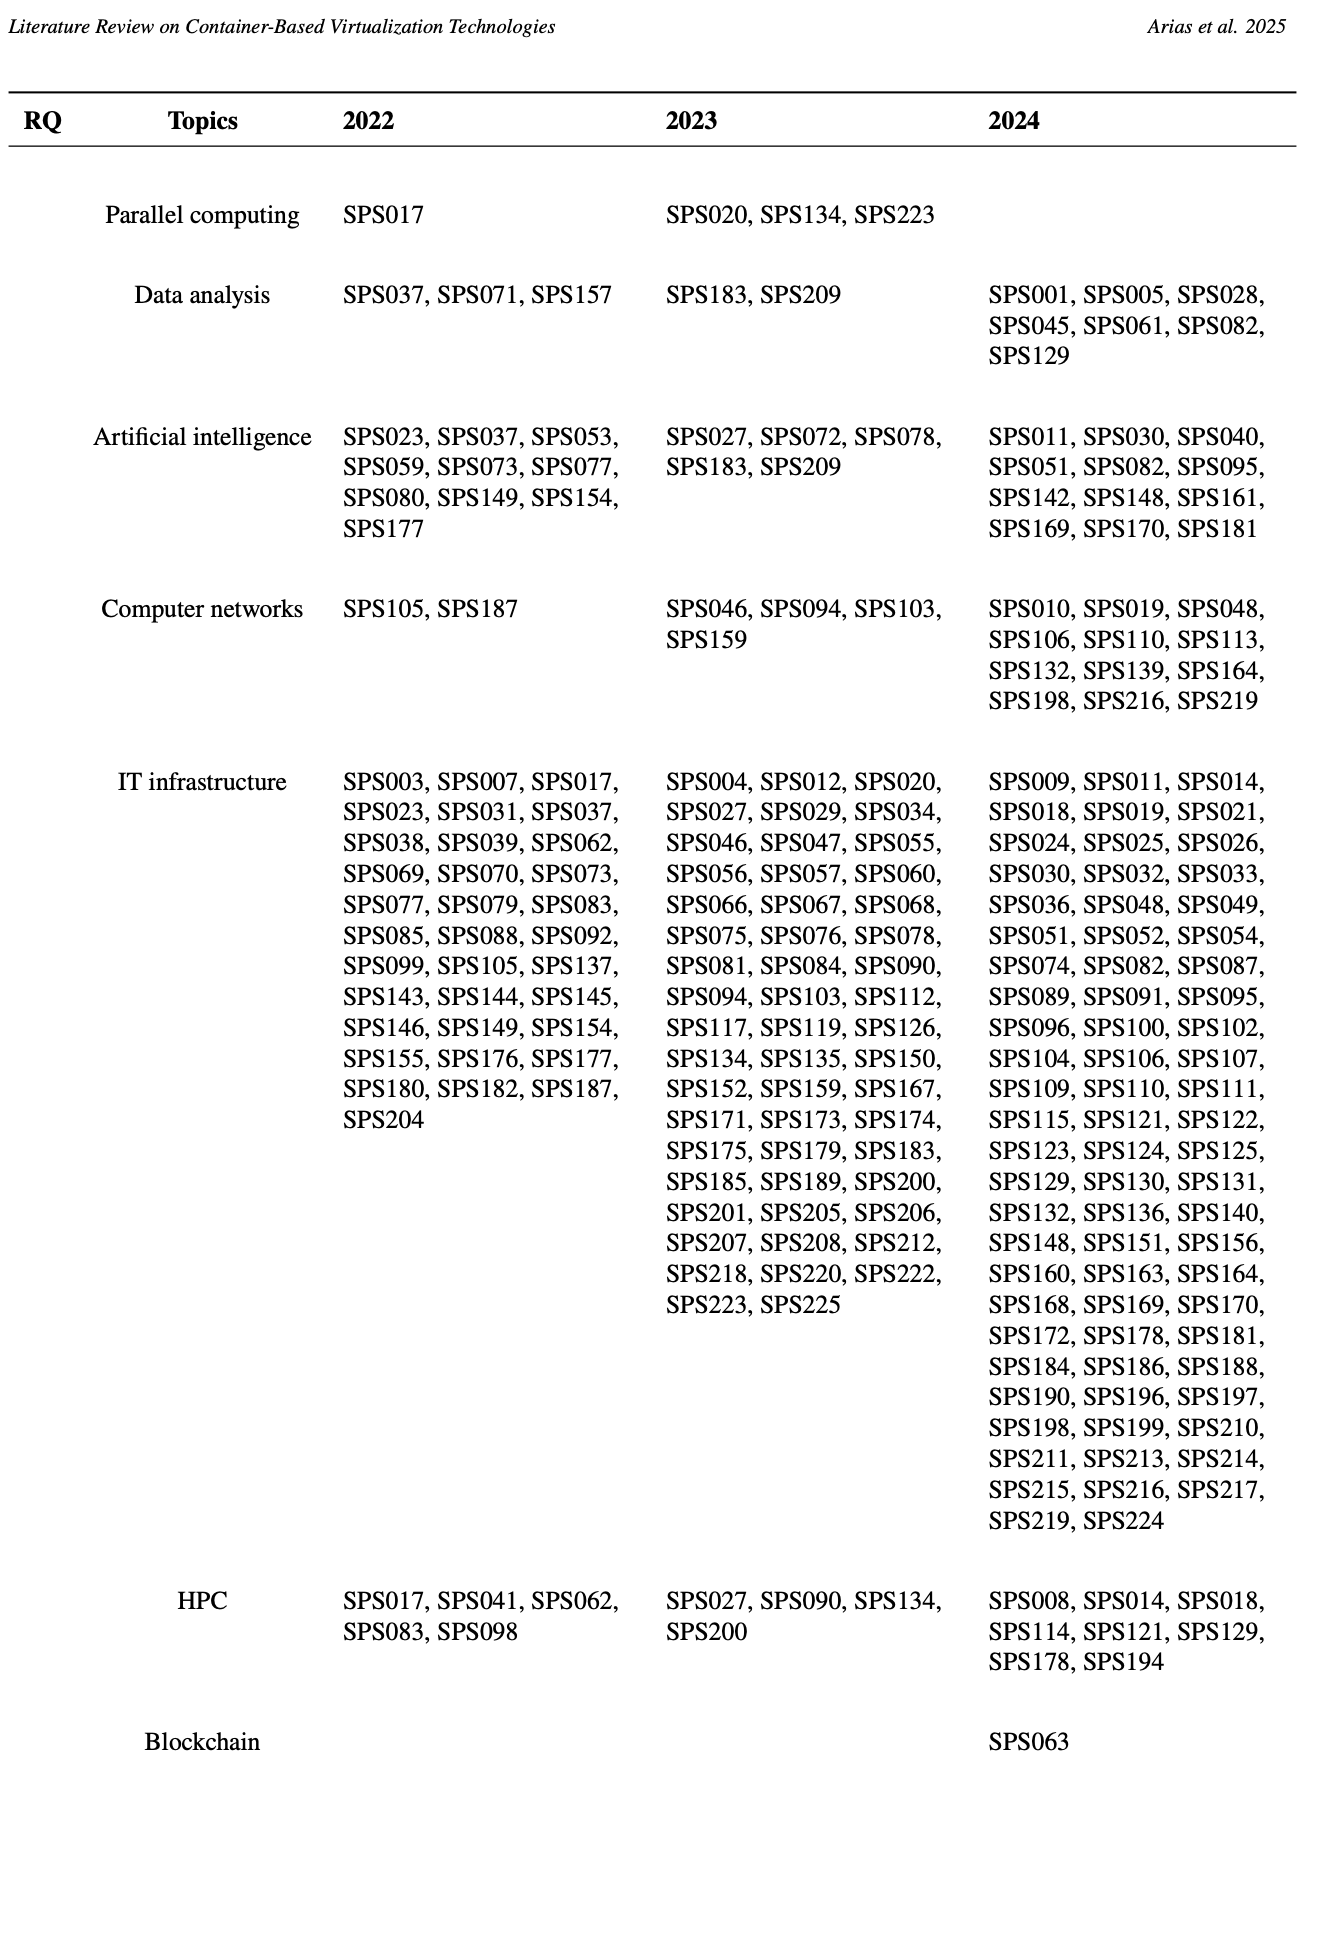 Literature Review on Container-Based Virtualization Technologies
Arias et al. 2025
RQ Topics 2022 2023 2024
Parallel computing SPS017 SPS020, SPS134, SPS223
Data analysis SPS037, SPS071, SPS157 SPS183, SPS209 SPS001, SPS005, SPS028,
SPS045, SPS061, SPS082,
SPS129
Artificial intelligence SPS023, SPS037, SPS053, SPS027, SPS072, SPS078, SPS011, SPS030, SPS040,
SPS059, SPS073, SPS077, SPS183, SPS209 SPS051, SPS082, SPS095,
SPS080, SPS149, SPS154, SPS142, SPS148, SPS161,
SPS177 SPS169, SPS170, SPS181
Computer networks SPS105, SPS187 SPS046, SPS094, SPS103, SPS010, SPS019, SPS048,
SPS159 SPS106, SPS110, SPS113,
SPS132, SPS139, SPS164,
SPS198, SPS216, SPS219
IT infrastructure SPS003, SPS007, SPS017, SPS004, SPS012, SPS020, SPS009, SPS011, SPS014,
SPS023, SPS031, SPS037, SPS027, SPS029, SPS034, SPS018, SPS019, SPS021,
SPS038, SPS039, SPS062, SPS046, SPS047, SPS055, SPS024, SPS025, SPS026,
SPS069, SPS070, SPS073, SPS056, SPS057, SPS060, SPS030, SPS032, SPS033,
SPS077, SPS079, SPS083, SPS066, SPS067, SPS068, SPS036, SPS048, SPS049,
SPS085, SPS088, SPS092, SPS075, SPS076, SPS078, SPS051, SPS052, SPS054,
SPS099, SPS105, SPS137, SPS081, SPS084, SPS090, SPS074, SPS082, SPS087,
SPS143, SPS144, SPS145, SPS094, SPS103, SPS112, SPS089, SPS091, SPS095,
SPS146, SPS149, SPS154, SPS117, SPS119, SPS126, SPS096, SPS100, SPS102,
SPS155, SPS176, SPS177, SPS134, SPS135, SPS150, SPS104, SPS106, SPS107,
SPS180, SPS182, SPS187, SPS152, SPS159, SPS167, SPS109, SPS110, SPS111,
SPS204 SPS171, SPS173, SPS174, SPS115, SPS121, SPS122,
SPS175, SPS179, SPS183, SPS123, SPS124, SPS125,
SPS185, SPS189, SPS200, SPS129, SPS130, SPS131,
SPS201, SPS205, SPS206, SPS132, SPS136, SPS140,
SPS207, SPS208, SPS212, SPS148, SPS151, SPS156,
SPS218, SPS220, SPS222, SPS160, SPS163, SPS164,
SPS223, SPS225 SPS168, SPS169, SPS170,
SPS172, SPS178, SPS181,
SPS184, SPS186, SPS188,
SPS190, SPS196, SPS197,
SPS198, SPS199, SPS210,
SPS211, SPS213, SPS214,
SPS215, SPS216, SPS217,
SPS219, SPS224
HPC SPS017, SPS041, SPS062, SPS027, SPS090, SPS134, SPS008, SPS014, SPS018,
SPS083, SPS098 SPS200 SPS114, SPS121, SPS129,
SPS178, SPS194
Blockchain SPS063